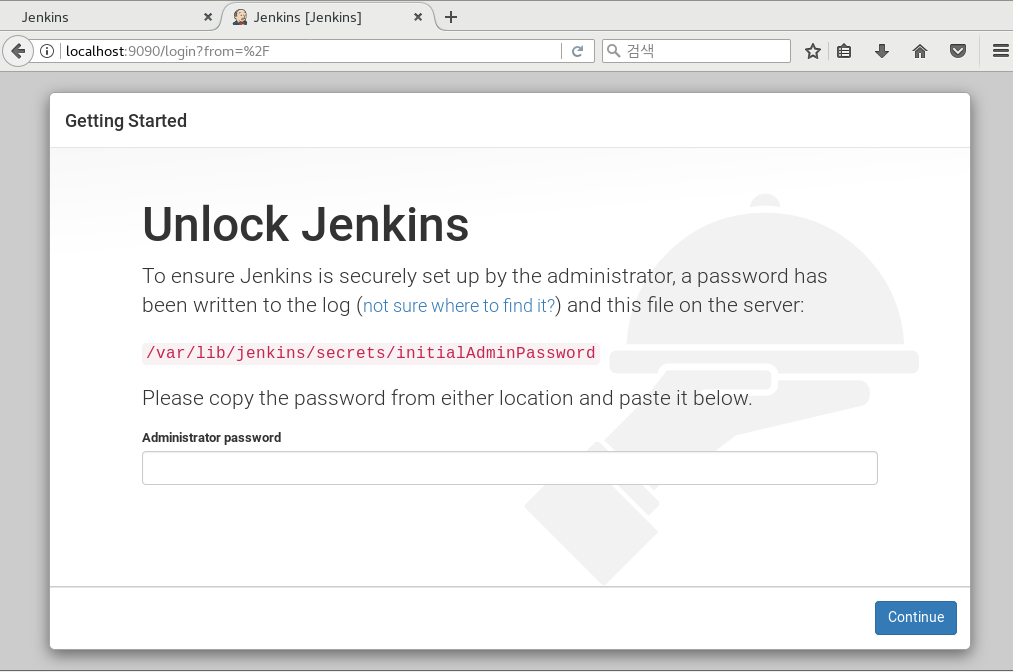 Jenkins
Jenkins [Jenkins]
localhost:9090/login?from=%2F
검색
Getting Started
Unlock Jenkins
To ensure Jenkins is securely set up by the administrator, a password has
been written to the log (not sure where to find it?) and this file on the server:
/var/lib/jenkins/secrets/initialAdminPassword
Please copy the password from either location and paste it below.
Administrator password
Continue